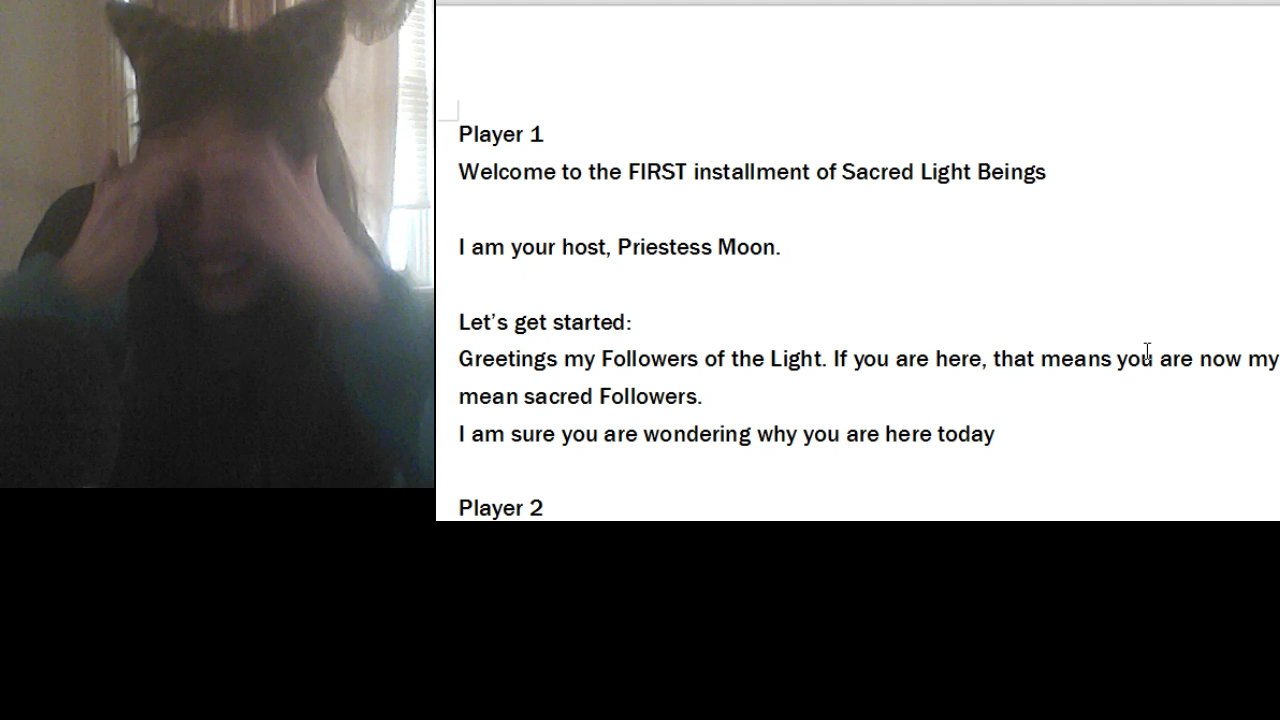 Player 1
Welcome to the FIRST installment of Sacred Light Beings
I am your host, Priestess Moon.
Let’s get started:
Greetings my Followers of the Light. If you are here, that means you are now my
mean sacred Followers.
I am sure you are wondering why you are here today
Player 2